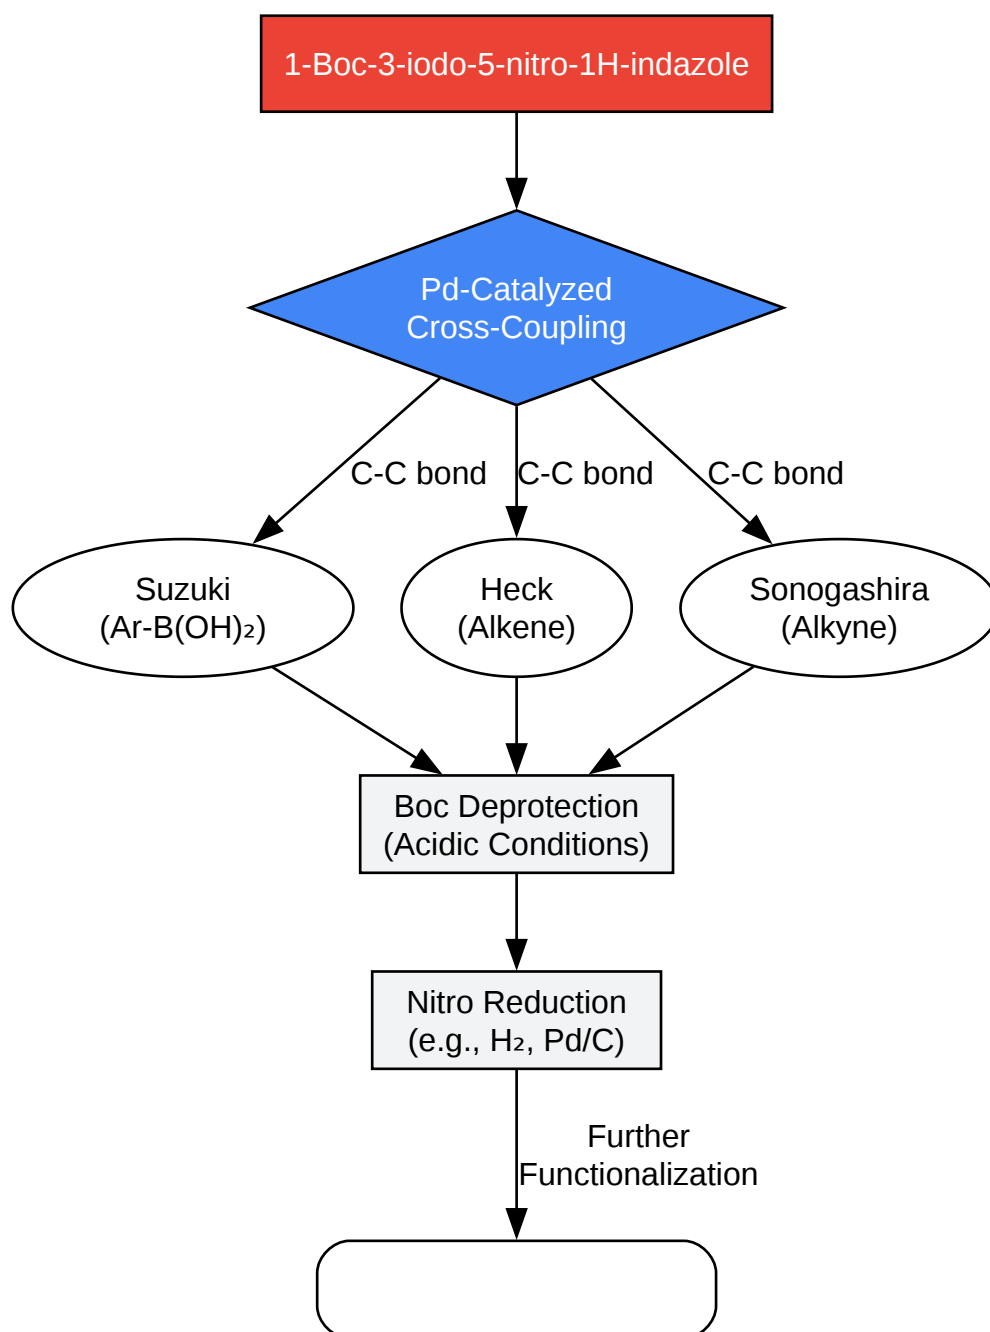 1-Boc-3-iodo-5-nitro-1H-indazole
Pd-Catalyzed
Cross-Coupling
C-C bond
C-C bond
C-C bond
Suzuki
(Ar-B(OH)₂)
Heck
(Alkene)
Sonogashira
(Alkyne)
Boc Deprotection
(Acidic Conditions)
Nitro Reduction
(e.g., H₂, Pd/C)
Further
Functionalization